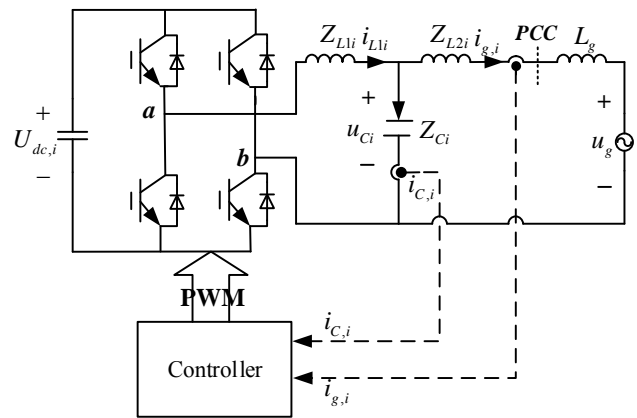 Z_{L1i} i_{L1i} Z_{L2i} i_{g,i} PCC L_g
+ a + +
U_{dc,i} u_{Ci} Z_{Ci} u_g
− b − −
i_{C,i}
PWM
i_{C,i}
Controller
i_{g,i}